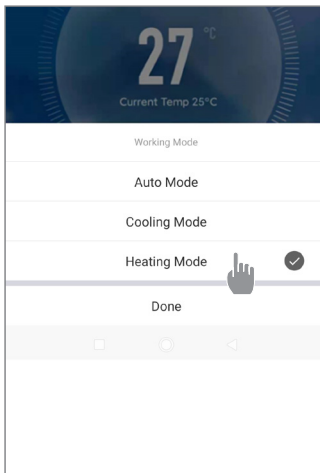 27 °C
Current Temp 25°C
Working Mode
Auto Mode
Cooling Mode
Heating Mode
Done